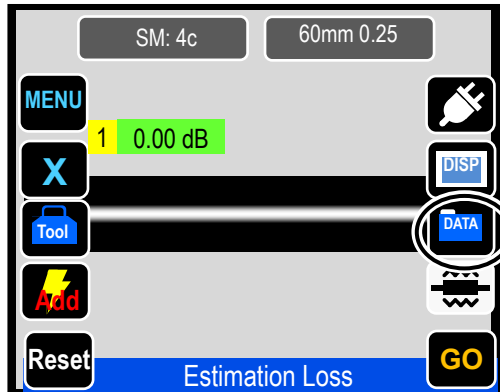 SM: 4c
60mm 0.25
MENU
1 0.00 dB
X
DISP
Tool
DATA
Add
Reset
GO
Estimation Loss